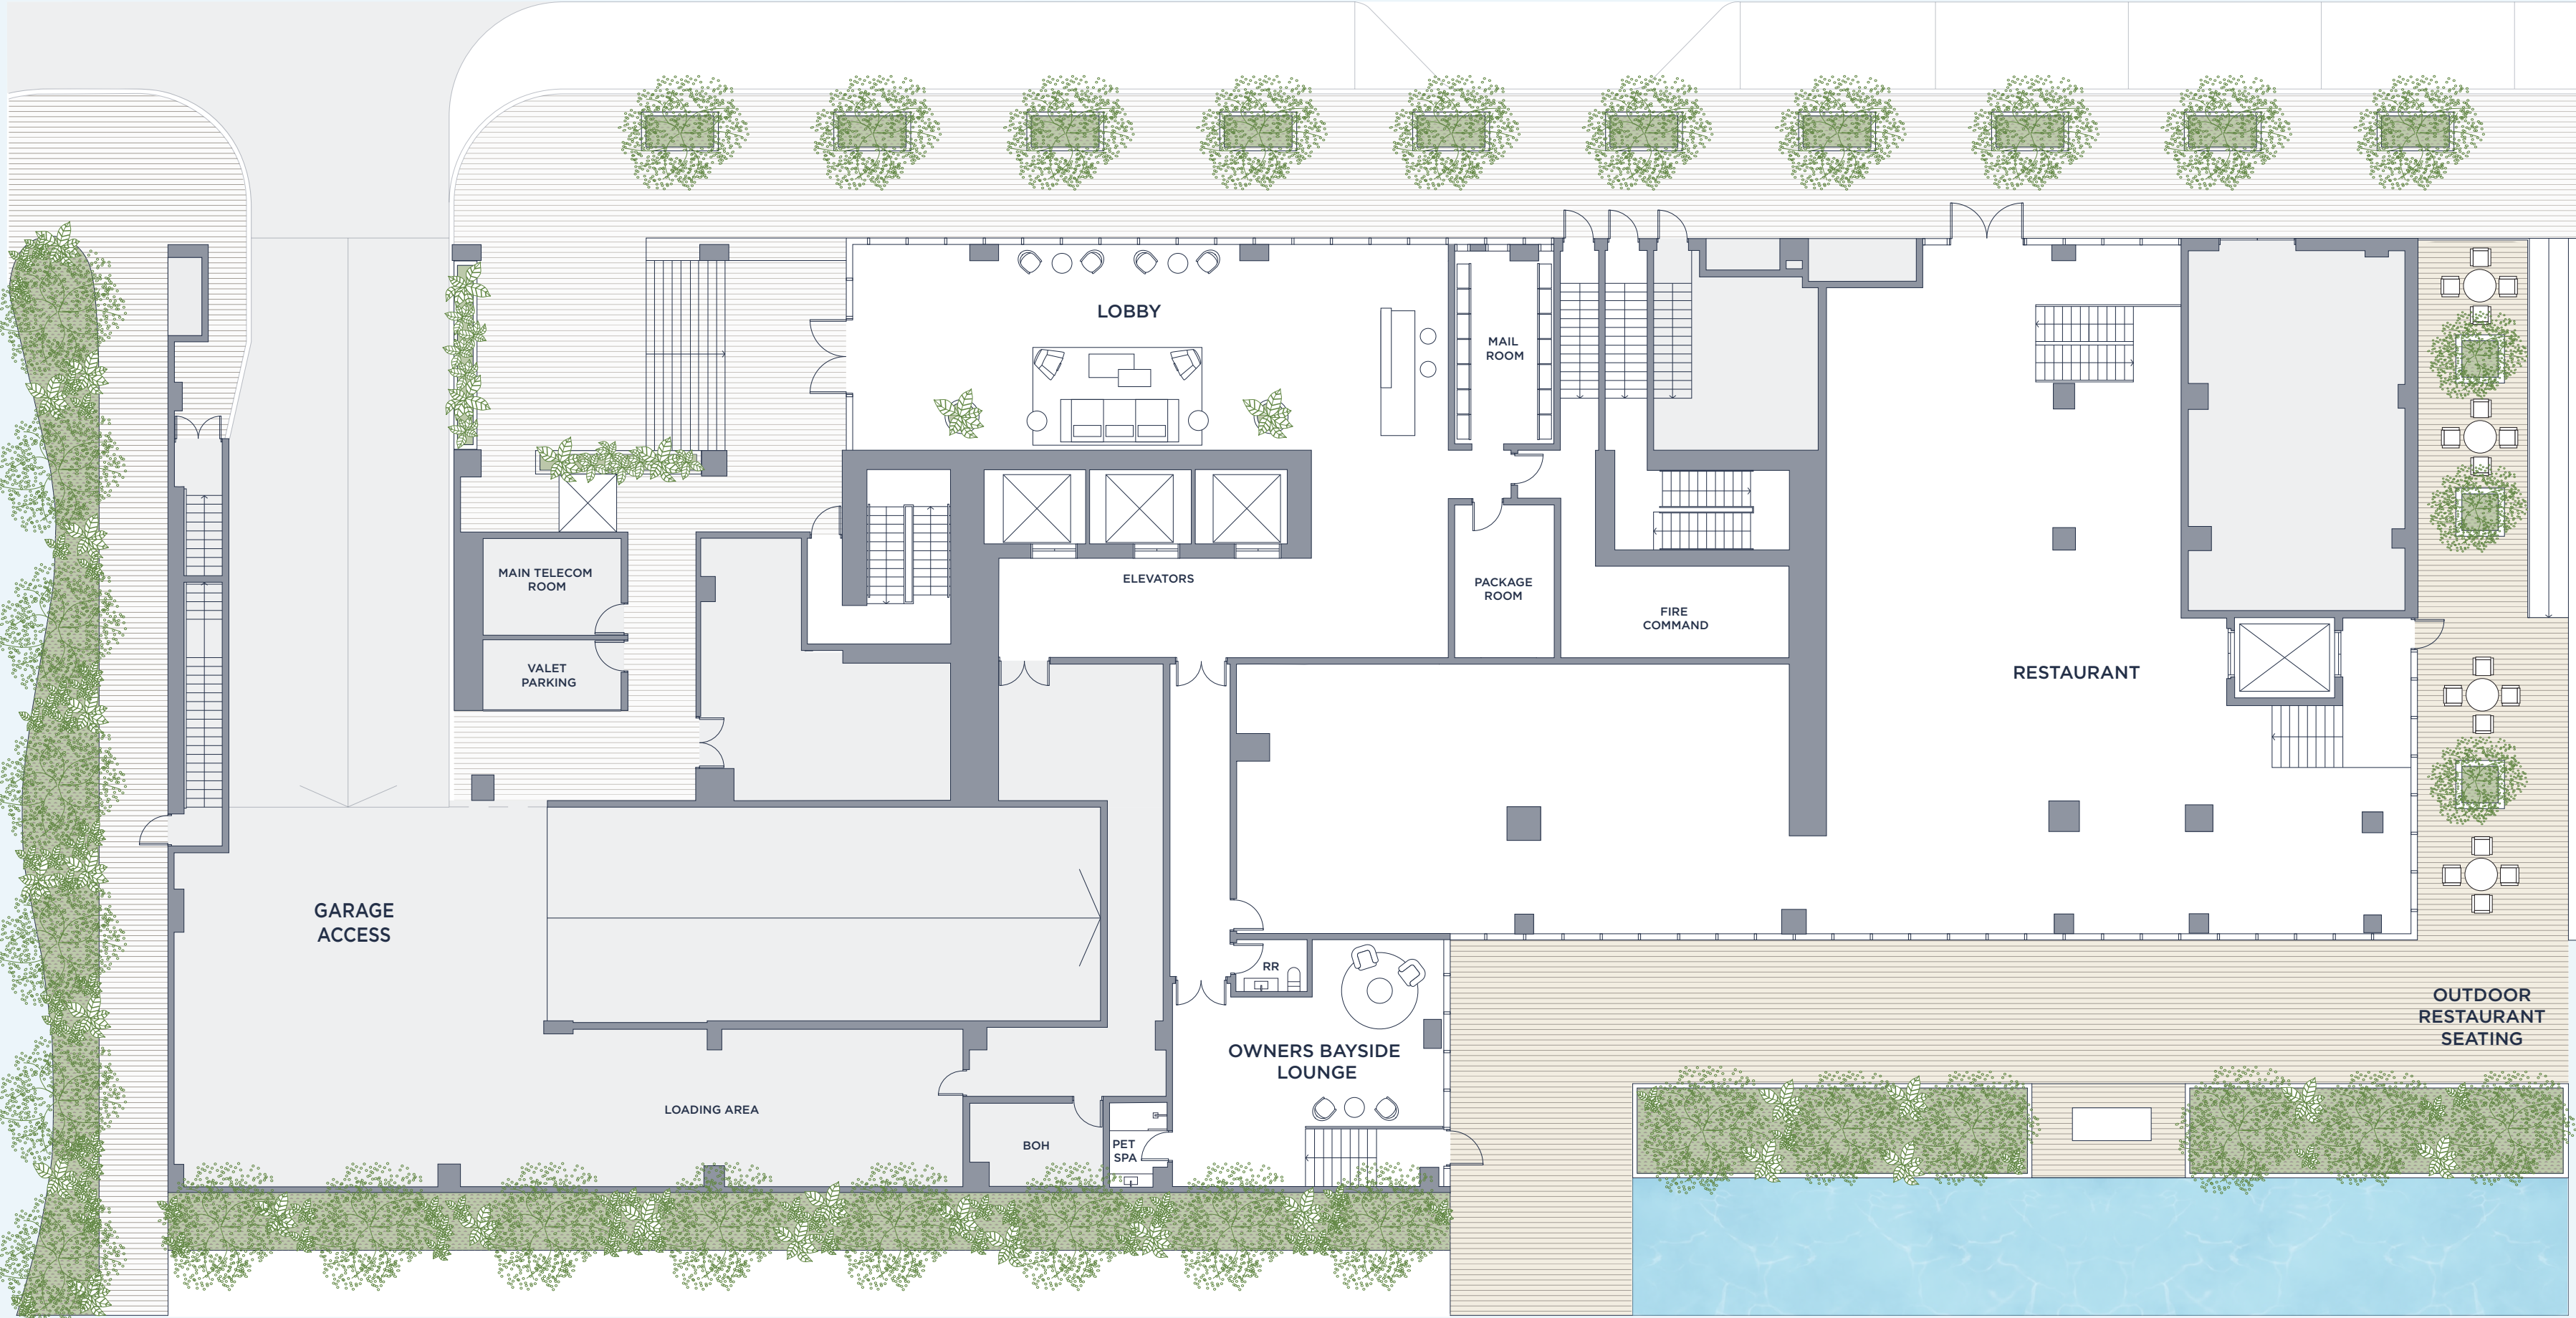 LOBBY
MAIL
ROOM
MAIN TELECOM
ROOM
ELEVATORS
PACKAGE
ROOM
FIRE
COMMAND
VALET
PARKING
RESTAURANT
GARAGE
ACCESS
RR
OUTDOOR
RESTAURANT
SEATING
OWNERS BAYSIDE
LOUNGE
LOADING AREA
BOH
PET
SPA